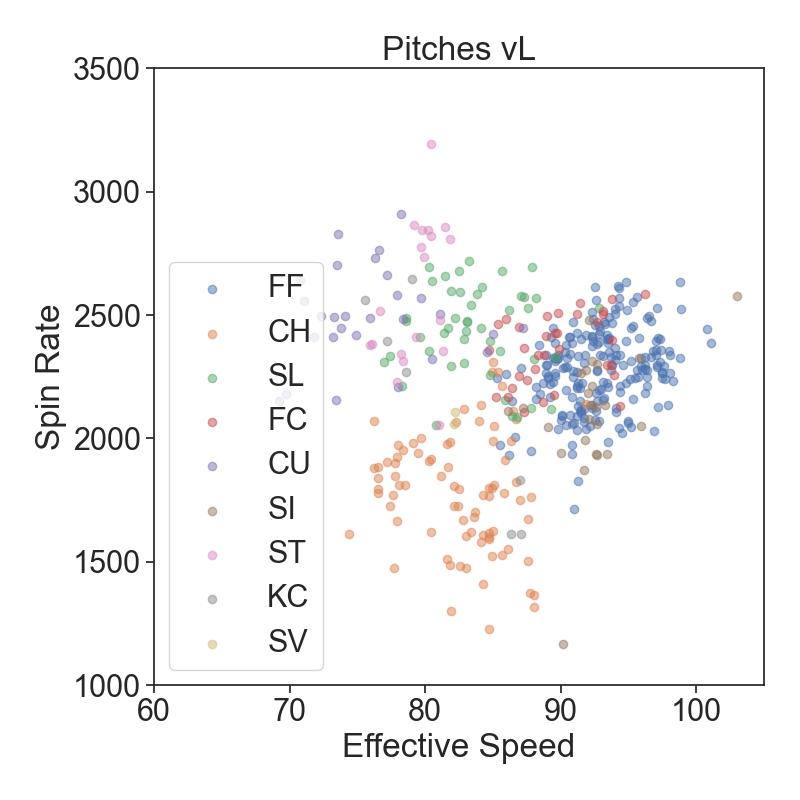 Pitches vL
3500
3000
2500
2000
1500
1000
Spin Rate
FF
CH
SL
FC
CU
SI
ST
KC
SV
60 70 80 90 100
Effective Speed